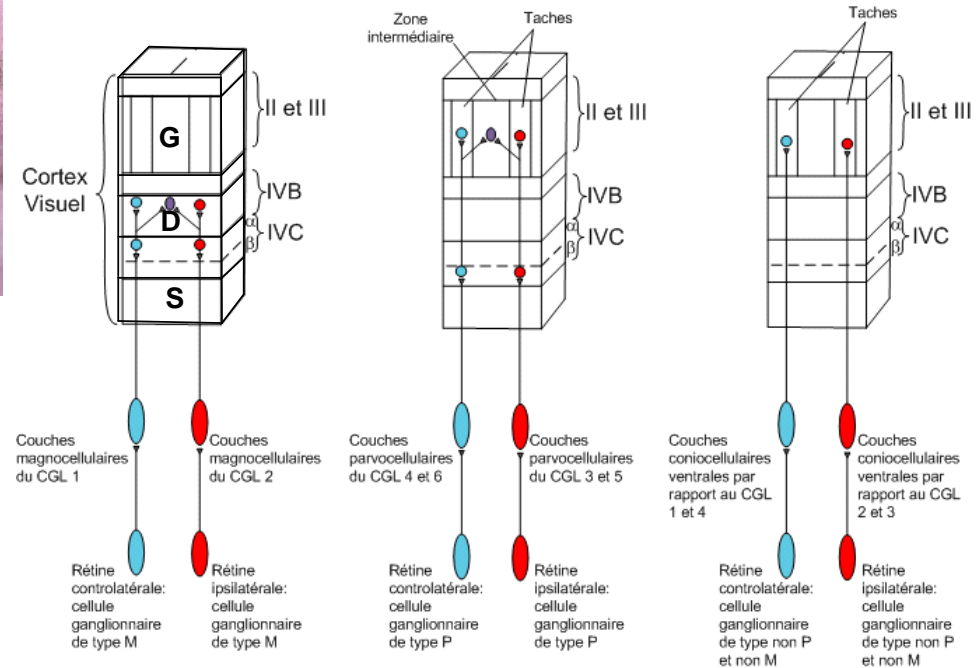 Zone
intermédiaire
Taches
Taches
Cortex
Visuel
G
D
S
II et III
IVB
α
β
IVC
II et III
IVB
α
β
IVC
II et III
IVB
α
β
IVC
Couches
magnocellulaires
du CGL 1
Couches
magnocellulaires
du CGL 2
Couches
parvocellulaires
du CGL 4 et 6
Couches
parvocellulaires
du CGL 3 et 5
Couches
coniocellulaires
ventrales par
rapport au CGL
1 et 4
Couches
coniocellulaires
ventrales par
rapport au CGL
2 et 3
Rétine
controlatérale:
cellule
ganglionnaire
de type M
Rétine
ipsilatérale:
cellule
ganglionnaire
de type M
Rétine
controlatérale:
cellule
ganglionnaire
de type P
Rétine
ipsilatérale:
cellule
ganglionnaire
de type P
Rétine
controlatérale:
cellule
ganglionnaire
de type non P
et non M
Rétine
ipsilatérale:
cellule
ganglionnaire
de type non P
et non M